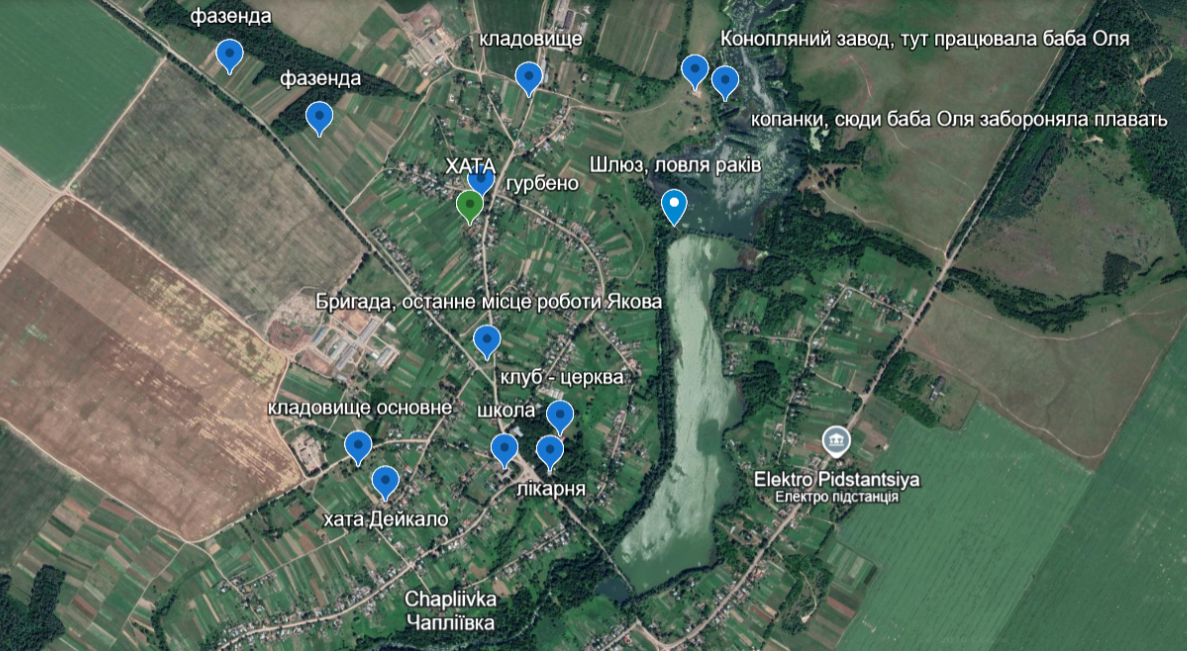 фазенда
кладовище
Конопляний завод, тут працювала баба Оля
фазенда
копанки, сюди баба Оля забороняла плавать
ХАТА
Шлюз, ловля раків
гурбено
Бригада, останнє місце роботи Якова
клуб - церква
кладовище основне
школа
Elektro Pidstantsiya
Електро підстанція
лікарня
хата Дейкало
Chapliivka
Чапліївка